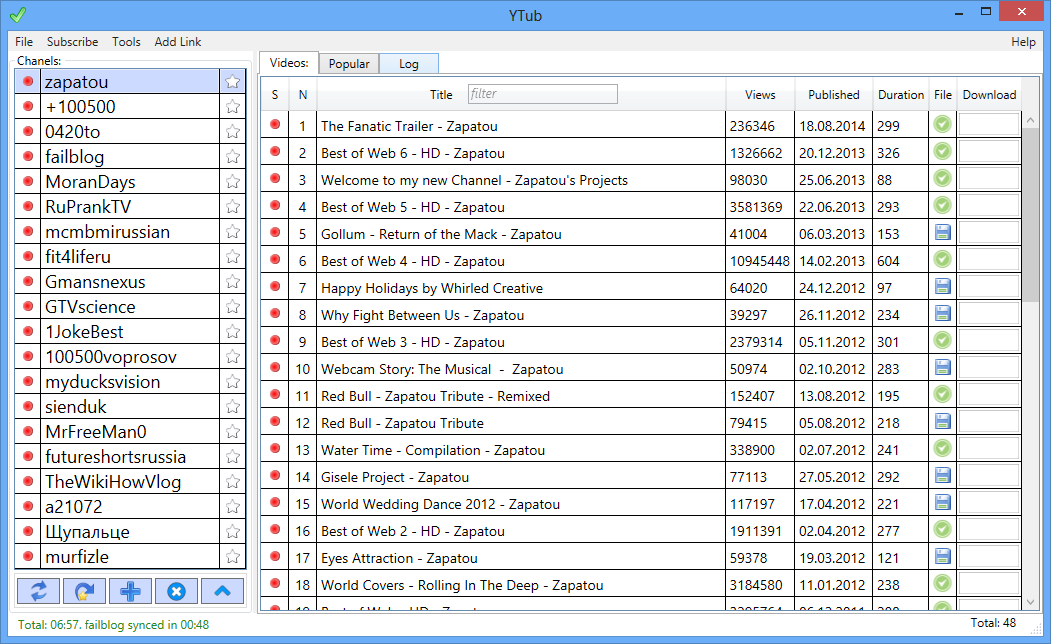 YTub
File Subscribe Tools Add Link Help
Chanels:
zapatou
+100500
0420to
failblog
MoranDays
RuPrankTV
mcmbmirussian
fit4liferu
Gmansnexus
GTVscience
1JokeBest
100500voprosov
myducksvision
sienduk
MrFreeMan0
futureshortsrussia
TheWikiHowVlog
a21072
Щупальце
murfizle
Videos: Popular Log
S N Title filter Views Published Duration File Download
1 The Fanatic Trailer - Zapatou 236346 18.08.2014 299
2 Best of Web 6 - HD - Zapatou 1326662 20.12.2013 326
3 Welcome to my new Channel - Zapatou's Projects 98030 25.06.2013 88
4 Best of Web 5 - HD - Zapatou 3581369 22.06.2013 293
5 Gollum - Return of the Mack - Zapatou 41004 06.03.2013 153
6 Best of Web 4 - HD - Zapatou 10945448 14.02.2013 604
7 Happy Holidays by Whirled Creative 64020 24.12.2012 97
8 Why Fight Between Us - Zapatou 39297 26.11.2012 234
9 Best of Web 3 - HD - Zapatou 2379314 05.11.2012 301
10 Webcam Story: The Musical - Zapatou 50974 02.10.2012 283
11 Red Bull - Zapatou Tribute - Remixed 152407 13.08.2012 195
12 Red Bull - Zapatou Tribute 79415 05.08.2012 218
13 Water Time - Compilation - Zapatou 338900 02.07.2012 241
14 Gisele Project - Zapatou 77113 27.05.2012 292
15 World Wedding Dance 2012 - Zapatou 117197 17.04.2012 221
16 Best of Web 2 - HD - Zapatou 1911391 02.04.2012 277
17 Eyes Attraction - Zapatou 59378 19.03.2012 121
18 World Covers - Rolling In The Deep - Zapatou 3184580 11.01.2012 238
Total: 06:57. failblog synced in 00:48
Total: 48